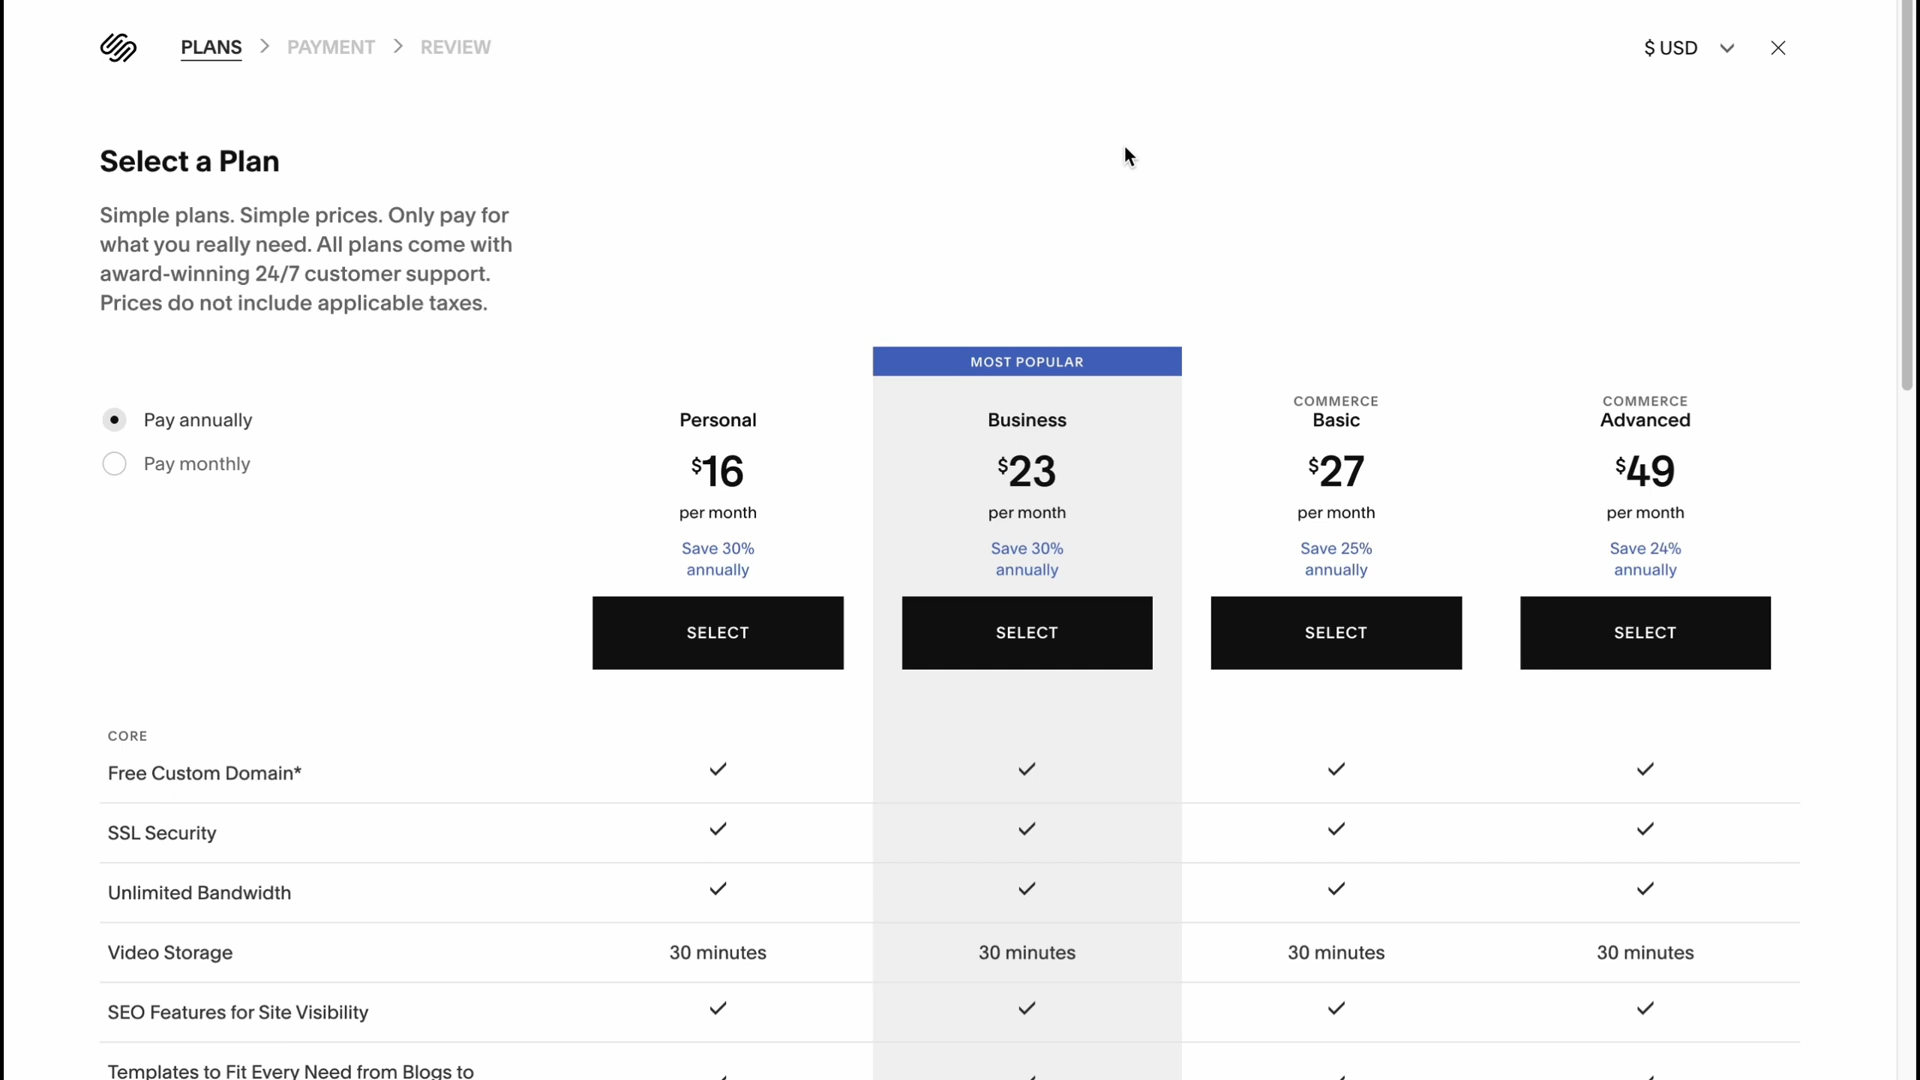 PLANS > PAYMENT > REVIEW
$ USD
Select a Plan
Simple plans. Simple prices. Only pay for
what you really need. All plans come with
award-winning 24/7 customer support.
Prices do not include applicable taxes.
MOST POPULAR
Pay annually
Pay monthly
Personal
$16
per month
Save 30%
annually
SELECT
Business
$23
per month
Save 30%
annually
SELECT
COMMERCE
Basic
$27
per month
Save 25%
annually
SELECT
COMMERCE
Advanced
$49
per month
Save 24%
annually
SELECT
CORE
Free Custom Domain*
SSL Security
Unlimited Bandwidth
Video Storage 30 minutes 30 minutes 30 minutes 30 minutes
SEO Features for Site Visibility
Templates to Fit Every Need from Blogs to